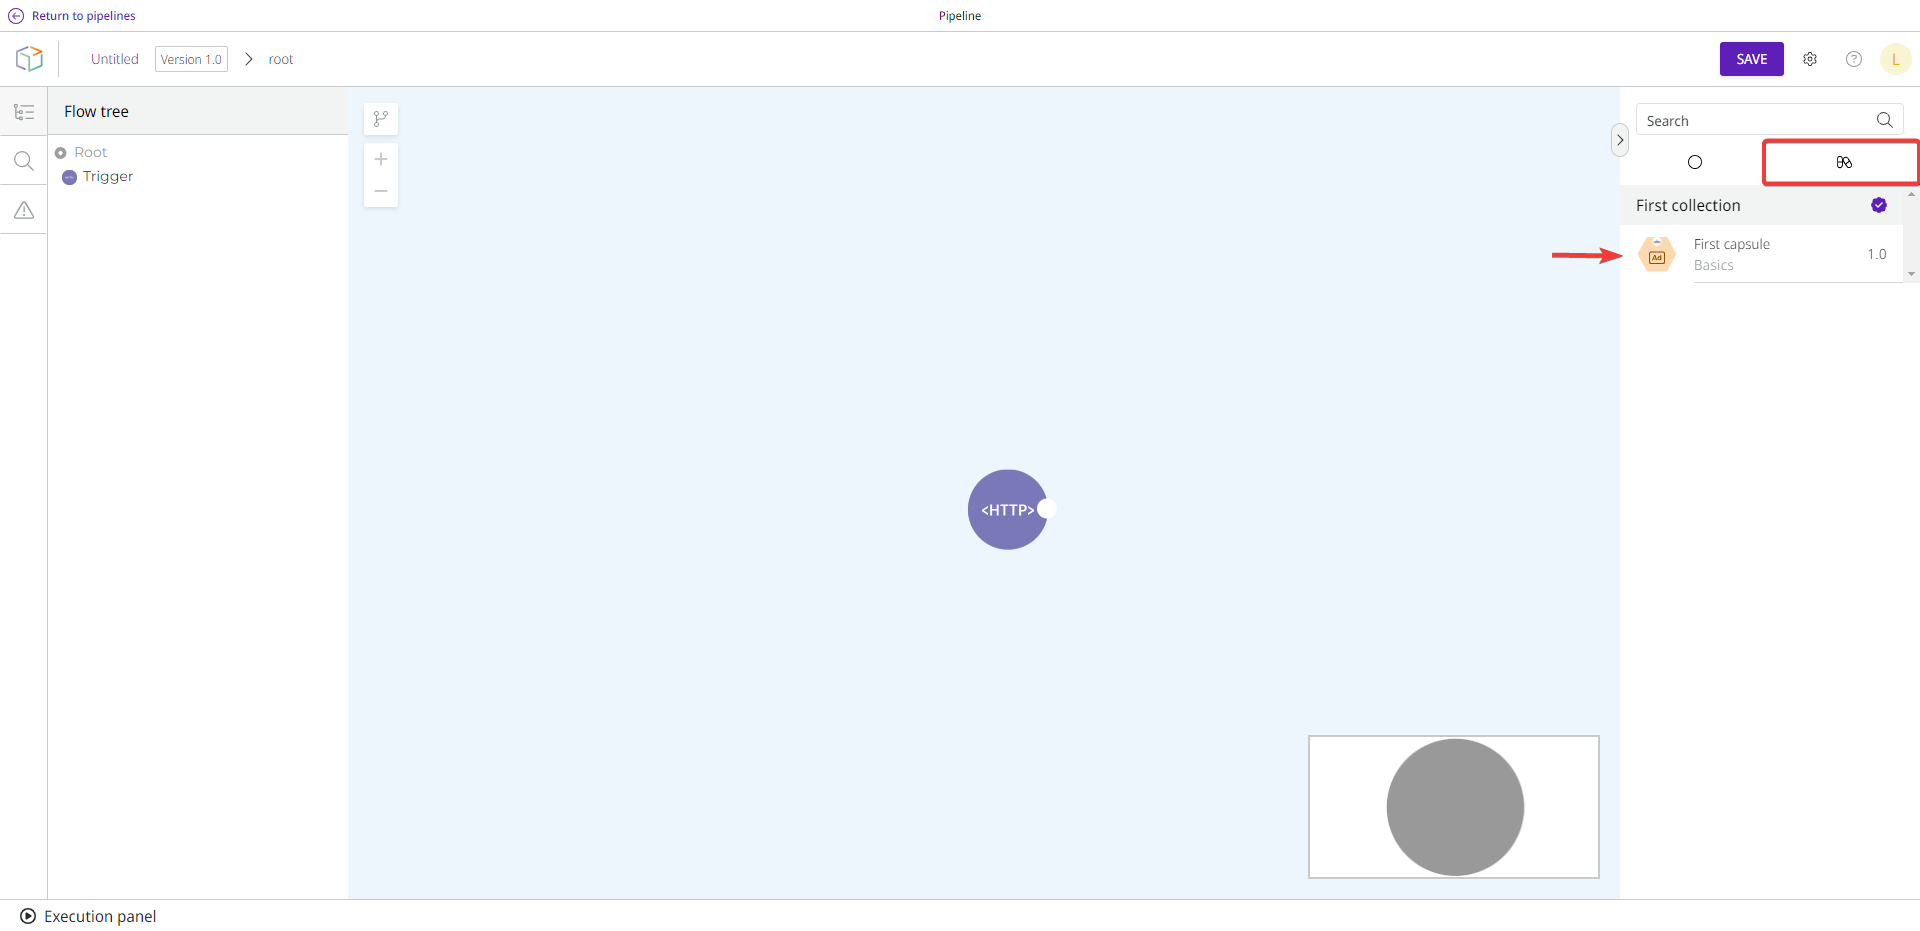 Return to pipelines
Pipeline
Untitled
Version 1.0
root
SAVE
?
L
Flow tree
Root
Trigger
<HTTP>
Search
First collection
Ad
First capsule
1.0
Basics
Execution panel